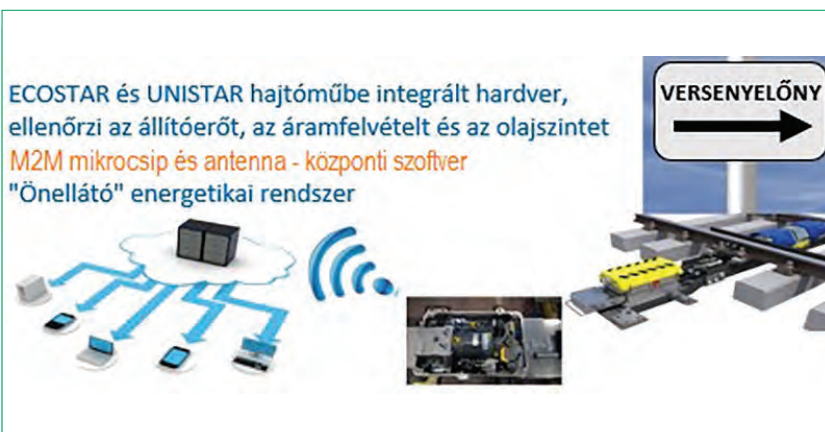 ECOSTAR és UNISTAR hajtóműbe integrált hardver,
ellenőrzi az állítóerőt, az áramfelvételt és az olajszintet
M2M mikrocsip és antenna - központi szoftver
"Önellátó" energetikai rendszer
VERSENYELŐNY